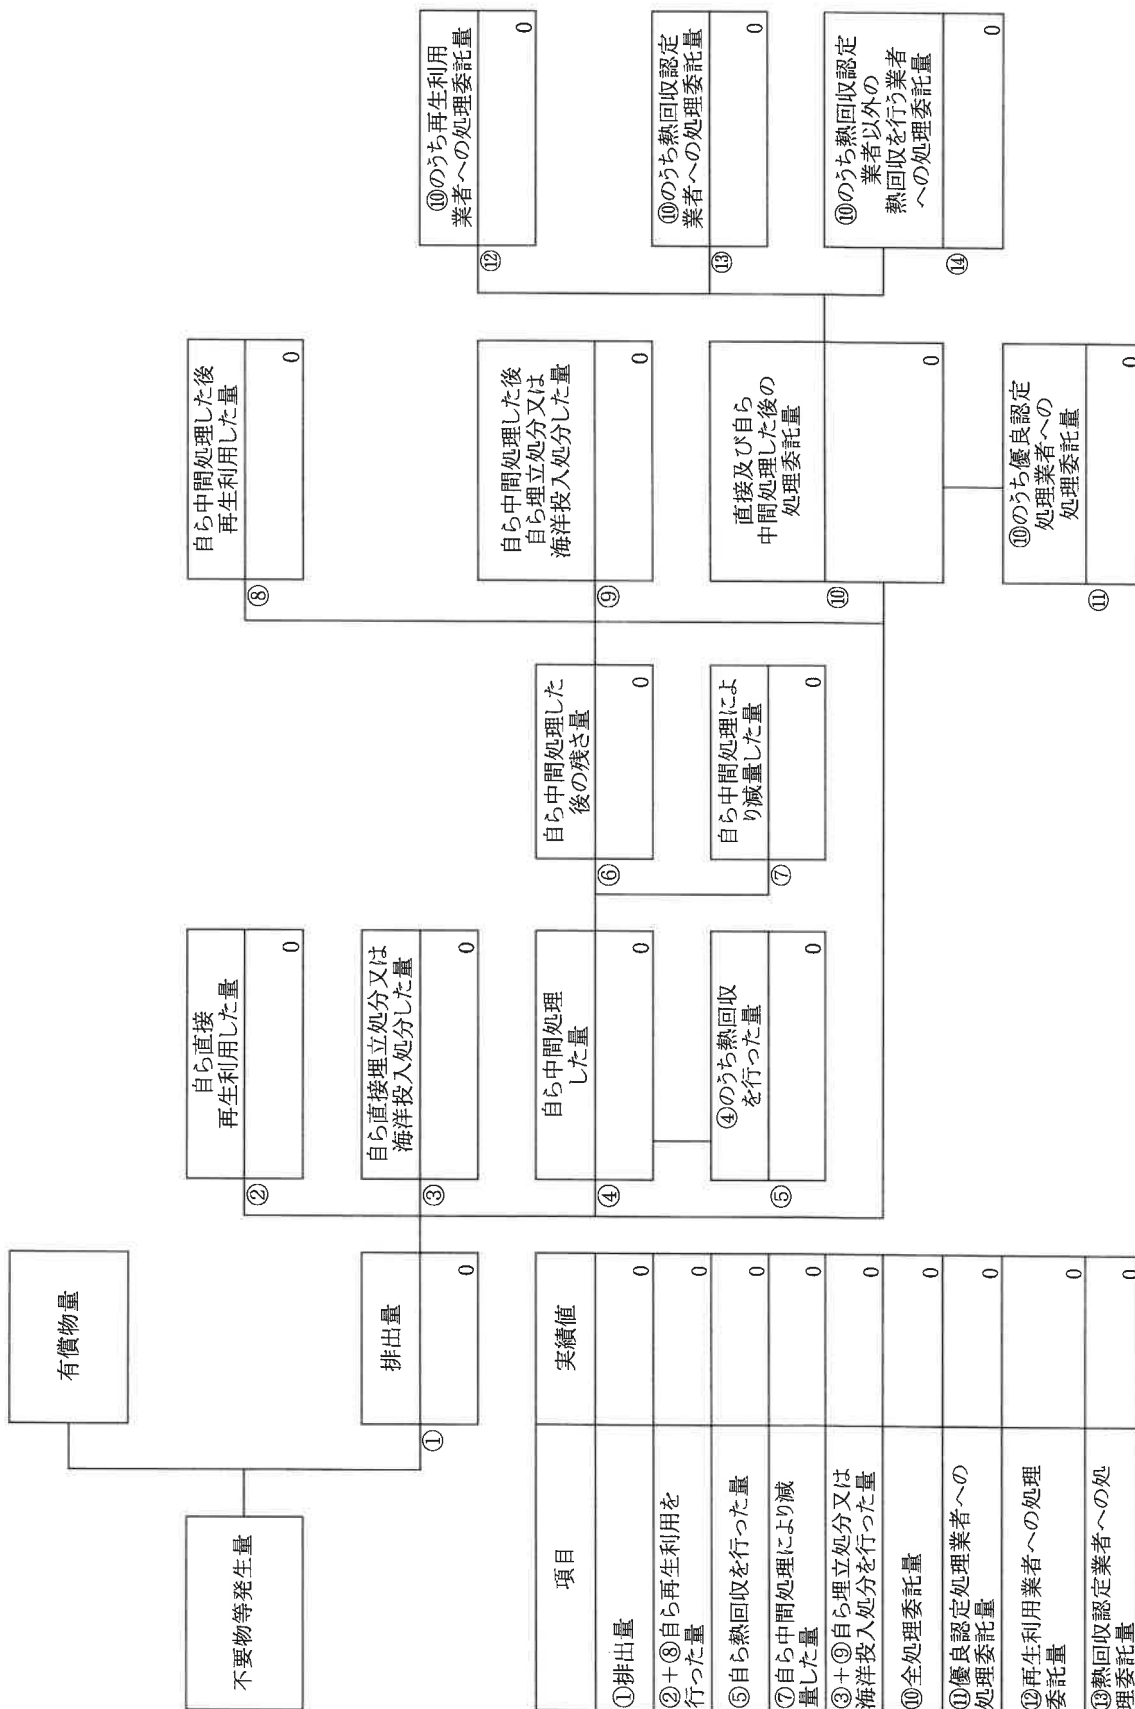 有償物量
不要物等発生量
排出量
0
①
自ら直接
再生利用した量
0
②
自ら直接埋立処分又は
海洋投入処分した量
0
③
自ら中間処理
した量
0
④
④のうち熱回収
を行った量
0
⑤
自ら中間処理した
後の残さ量
0
⑥
自ら中間処理によ
り減量した量
0
⑦
自ら中間処理した後
再生利用した量
0
⑧
自ら中間処理した後
自ら埋立処分又は
海洋投入処分した量
0
⑨
直接及び自ら
中間処理した後の
処理委託量
0
⑩
⑩のうち優良認定
処理業者への
処理委託量
0
⑪
⑩のうち再生利用
業者への処理委託量
0
⑫
⑩のうち熱回収認定
業者への処理委託量
0
⑬
⑩のうち熱回収認定
業者以外の
熱回収を行う業者
への処理委託量
0
⑭
項目
実績値
①排出量
0
②+⑧自ら再生利用を
行った量
0
⑤自ら熱回収を行った量
0
⑦自ら中間処理により減
量した量
0
③+⑨自ら埋立処分又は
海洋投入処分を行った量
0
⑩全処理委託量
0
⑪優良認定処理業者への
処理委託量
0
⑫再生利用業者への処理
委託量
0
⑬熱回収認定業者への処
理委託量
0